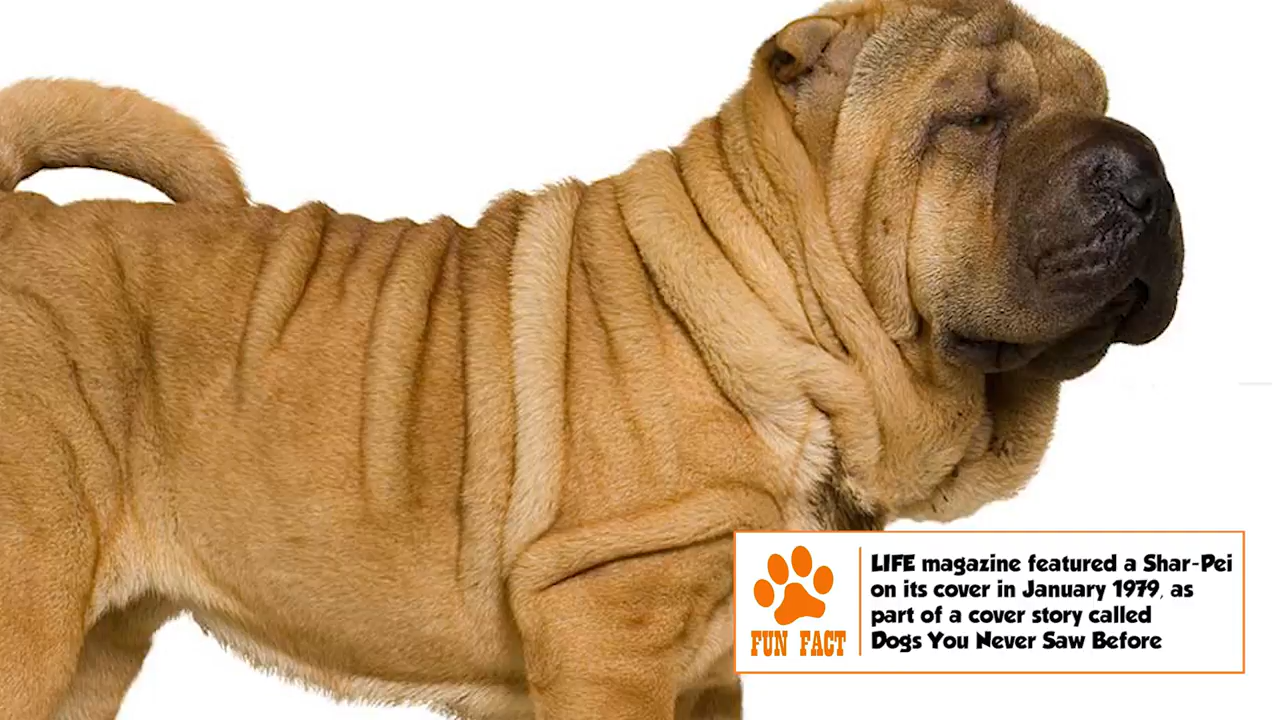 FUN FACT
LIFE magazine featured a Shar-Pei
on its cover in January 1979, as
part of a cover story called
Dogs You Never Saw Before